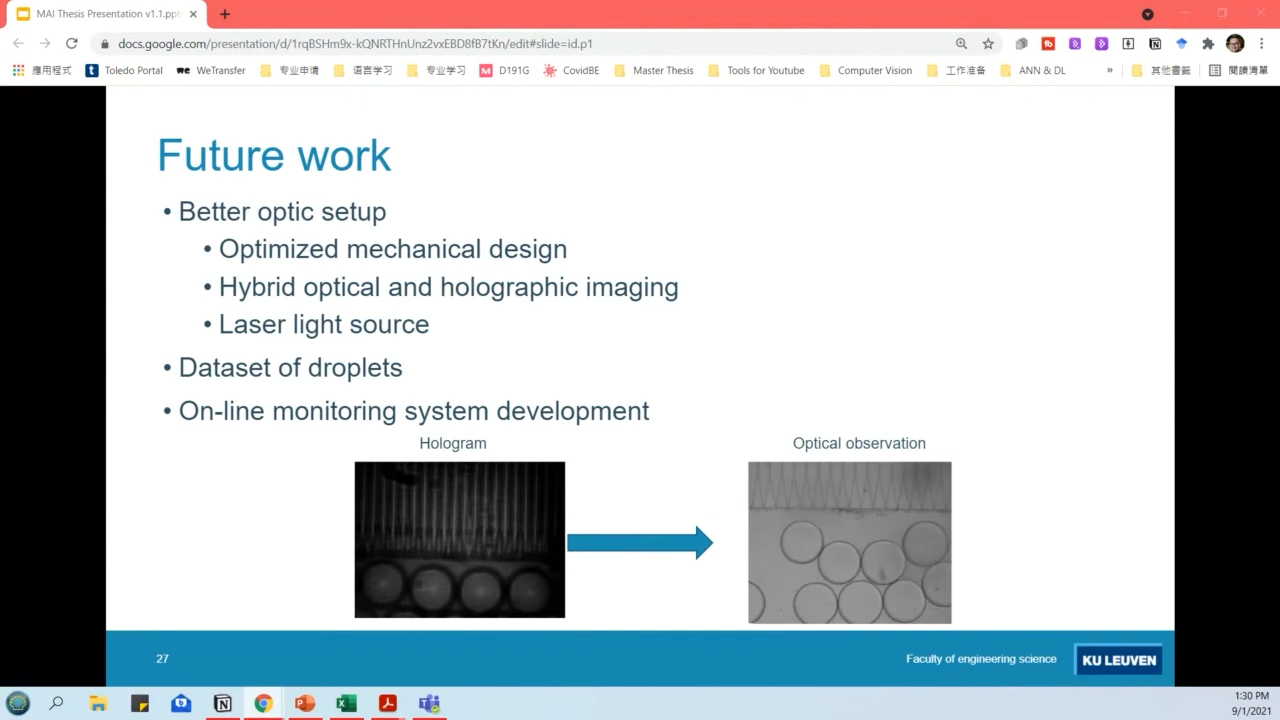 MAI Thesis Presentation v1.1.ppt
docs.google.com/presentation/d/1rqBSHm9x-kQNRTHnUnz2vxEBD8fB7tKn/edit#slide=id.p1
應用程式 Toledo Portal WeTransfer 专业申请 语言学习 专业学习 D191G CovidBE Master Thesis Tools for Youtube Computer Vision 工作准备 ANN & DL » 其他書籤 閱讀清單
Future work
• Better optic setup
• Optimized mechanical design
• Hybrid optical and holographic imaging
• Laser light source
• Dataset of droplets
• On-line monitoring system development
Hologram Optical observation
27 Faculty of engineering science KU LEUVEN
1:30 PM
9/1/2021